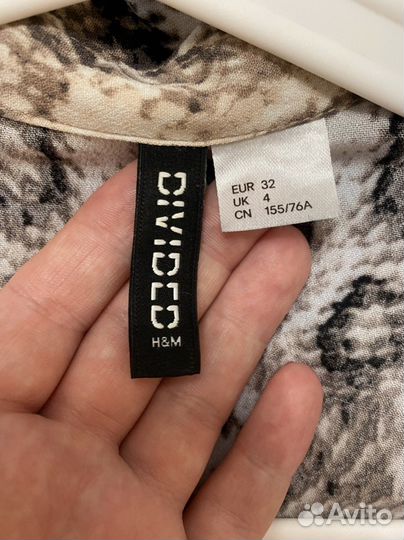 DIVIDED
H&M
EUR 32
UK 4
CN 155/76A
Avito